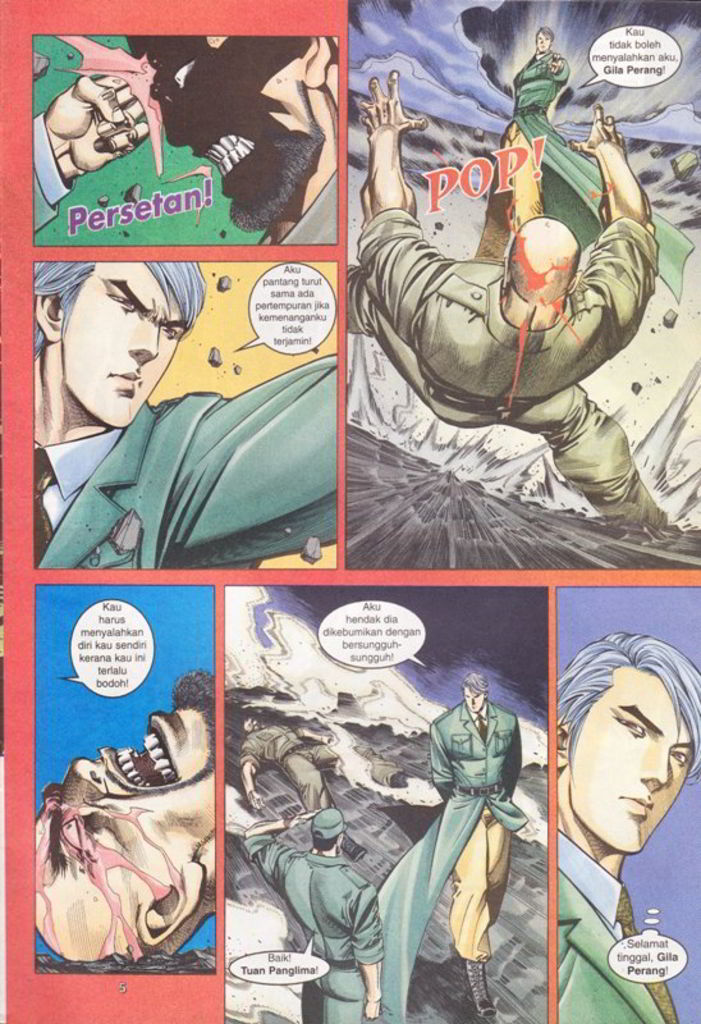 Persetan!
Kau
tidak boleh
menyalahkan aku,
Gila Perang!
POP!
Aku
pantang turut
sama ada
pertempuran jika
kemenanganku
tidak
terjamin!
Kau
harus
menyalahkan
diri kau sendiri
kerana kau ini
terlalu
bodoh!
Aku
hendak dia
dikebumikan dengan
bersungguh-
sungguh!
Baik!
Tuan Panglima!
Selamat
tinggal, Gila
Perang!
5